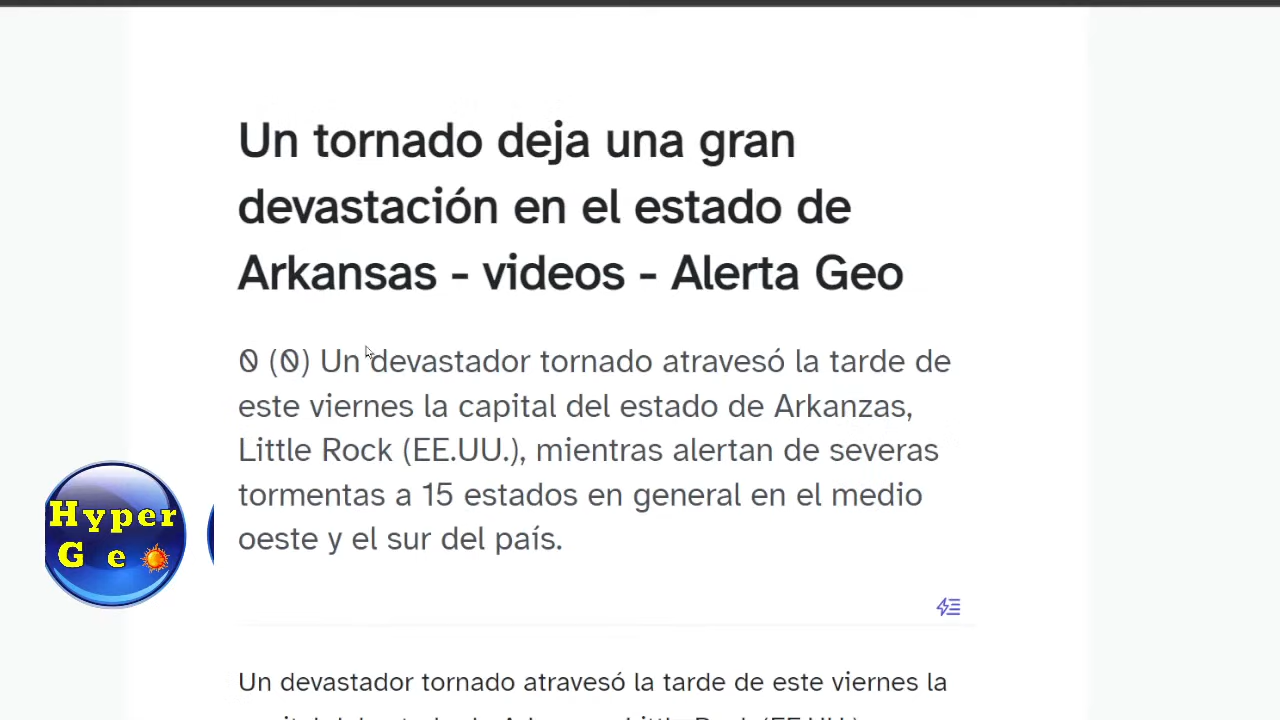 Un tornado deja una gran
devastación en el estado de
Arkansas - videos - Alerta Geo
0 (0) Un devastador tornado atravesó la tarde de
este viernes la capital del estado de Arkanzas,
Little Rock (EE.UU.), mientras alertan de severas
tormentas a 15 estados en general en el medio
oeste y el sur del país.
Hyper
G e
Un devastador tornado atravesó la tarde de este viernes la